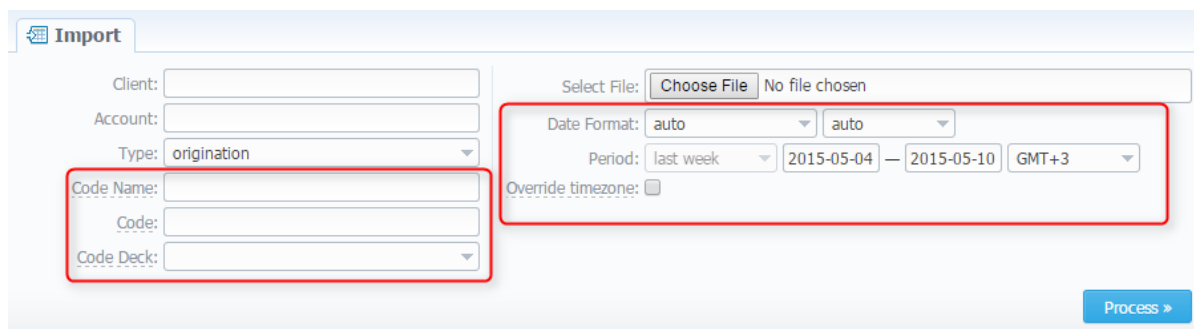 Import
Client:
Account:
Type: origination
Code Name:
Code:
Code Deck:
Select File: Choose File No file chosen
Date Format: auto auto
Period: last week 2015-05-04 — 2015-05-10 GMT+3
Override timezone:
Process »